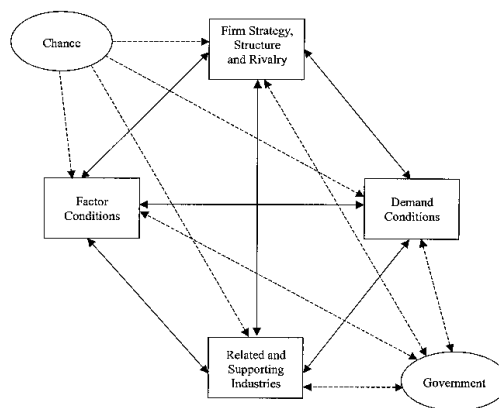 Chance
Firm Strategy,
Structure
and Rivalry
Factor
Conditions
Demand
Conditions
Related and
Supporting
Industries
Government